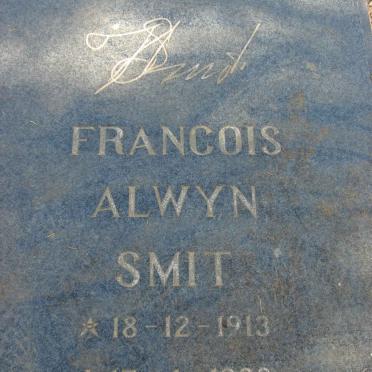 FRANCOIS
ALWYN
SMIT
☆ 18-12-1913